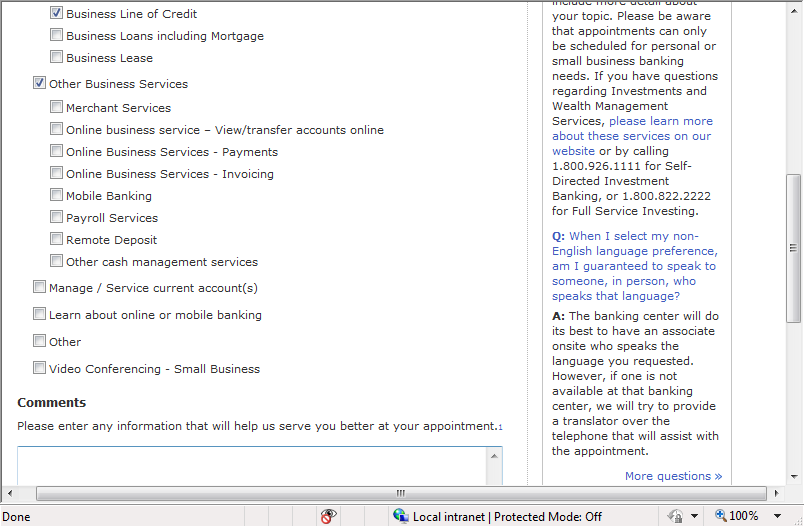 Business Line of Credit
Business Loans including Mortgage
Business Lease
Other Business Services
Merchant Services
Online business service – View/transfer accounts online
Online Business Services - Payments
Online Business Services - Invoicing
Mobile Banking
Payroll Services
Remote Deposit
Other cash management services
Manage / Service current account(s)
Learn about online or mobile banking
Other
Video Conferencing - Small Business
Comments
Please enter any information that will help us serve you better at your appointment.1
include more detail about
your topic. Please be aware
that appointments can only
be scheduled for personal or
small business banking
needs. If you have questions
regarding Investments and
Wealth Management
Services, please learn more
about these services on our
website or by calling
1.800.926.1111 for Self-
Directed Investment
Banking, or 1.800.822.2222
for Full Service Investing.
Q: When I select my non-
English language preference,
am I guaranteed to speak to
someone, in person, who
speaks that language?
A: The banking center will do
its best to have an associate
onsite who speaks the
language you requested.
However, if one is not
available at that banking
center, we will try to provide
a translator over the
telephone that will assist with
the appointment.
More questions »
Done
Local intranet | Protected Mode: Off
100%